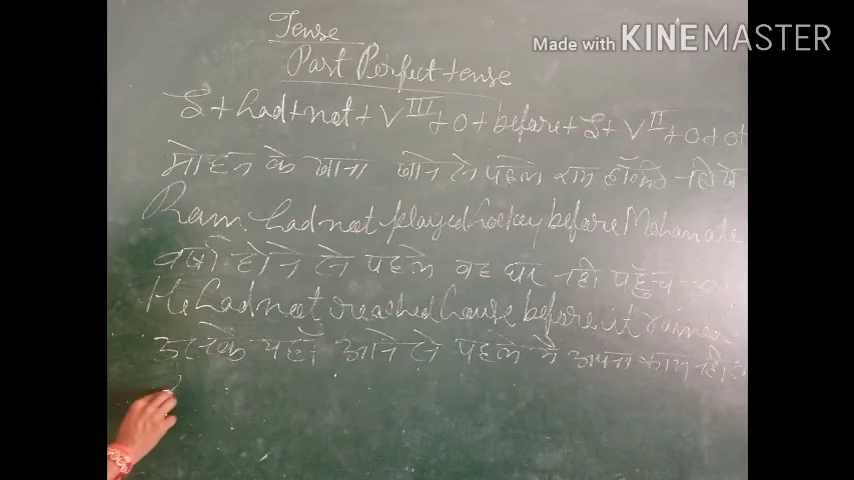 Made with KINEMASTER
Tense
Past Perfect tense
S + had + not + V III + O + before + S + V II + O + Ot
मोहन के खाना खाने से पहले राम हॉकी नही खे
Ram had not played hockey before Mohan ate
वर्षा होने से पहले वह घर नही पहुँच
He had not reached house before it rained
उसके यहाँ आने से पहले मै अपना काम नही